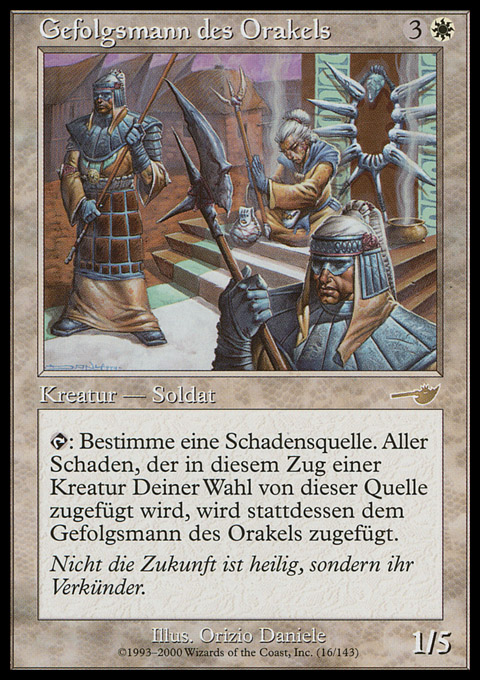 Gefolgsmann des Orakels 3
Kreatur — Soldat
: Bestimme eine Schadensquelle. Aller
Schaden, der in diesem Zug einer
Kreatur Deiner Wahl von dieser Quelle
zugefügt wird, wird stattdessen dem
Gefolgsmann des Orakels zugefügt.
Nicht die Zukunft ist heilig, sondern ihr
Verkünder.
Illus. Orizio Daniele
©1993–2000 Wizards of the Coast, Inc. (16/143)
1/5